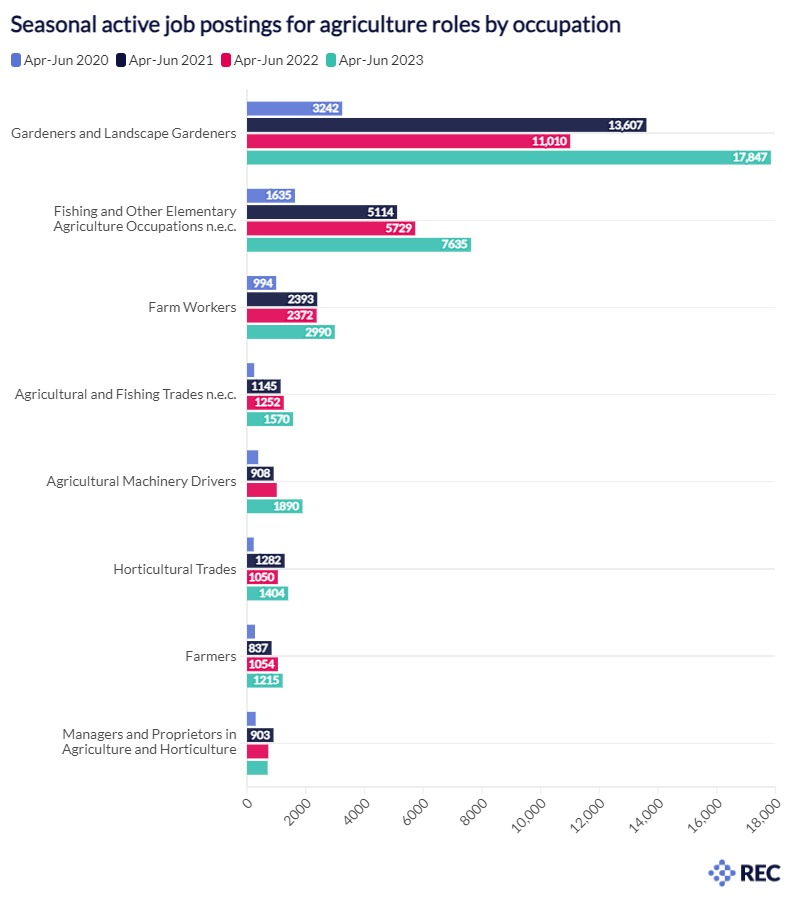 Seasonal active job postings for agriculture roles by occupation
Apr-Jun 2020 Apr-Jun 2021 Apr-Jun 2022 Apr-Jun 2023
3242
13,607
Gardeners and Landscape Gardeners
11,010
17,847
1635
Fishing and Other Elementary
5114
Agriculture Occupations n.e.c.
5729
7635
994
2393
Farm Workers
2372
2990
1145
Agricultural and Fishing Trades n.e.c.
1252
1570
908
Agricultural Machinery Drivers
1890
1282
Horticultural Trades
1050
1404
837
Farmers
1054
1215
Managers and Proprietors in
903
Agriculture and Horticulture
0 2000 4000 6000 8000 10,000 12,000 14,000 16,000 18,000
REC